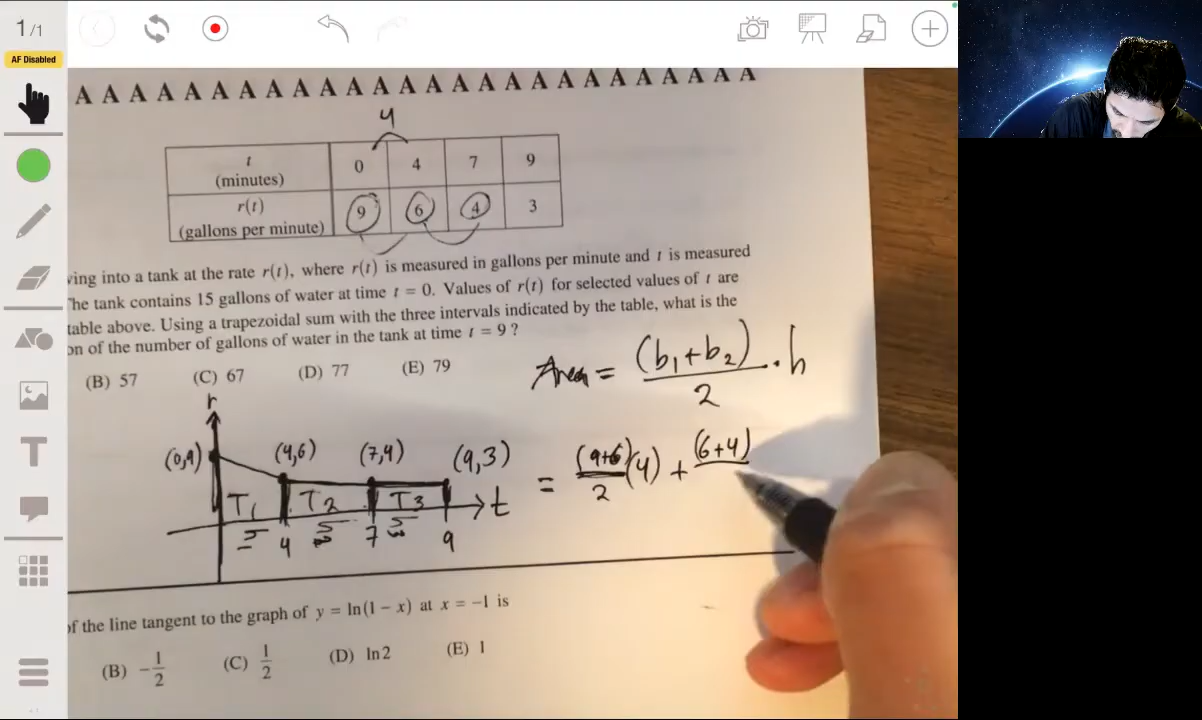 1/1
AF Disabled
A A A A A A A A A A A A A A A A A A A A A A A A A A
4
t (minutes) 0 4 7 9
r(t) (gallons per minute) 9 6 4 3
ving into a tank at the rate r(t), where r(t) is measured in gallons per minute and t is measured
The tank contains 15 gallons of water at time t = 0. Values of r(t) for selected values of t are
table above. Using a trapezoidal sum with the three intervals indicated by the table, what is the
on of the number of gallons of water in the tank at time t = 9 ?
(B) 57 (C) 67 (D) 77 (E) 79
Area = (b₁+b₂)/2 · h
r
(0,9) (4,6) (7,4) (9,3)
= (9+6)/2 (4) + (6+4)
T₁ T₂ T₃ t
4 7 9
T
of the line tangent to the graph of y = ln(1 − x) at x = −1 is
(B) −1/2 (C) 1/2 (D) ln 2 (E) 1